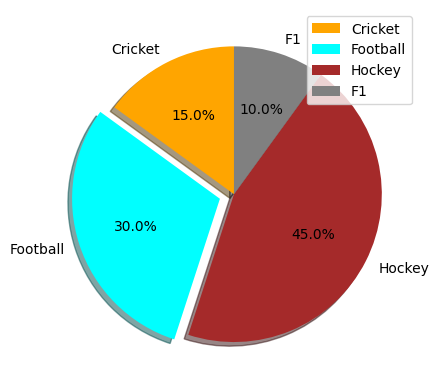 F1
Cricket
Football
Hockey
F1
Cricket
15.0%
10.0%
30.0%
45.0%
Football
Hockey